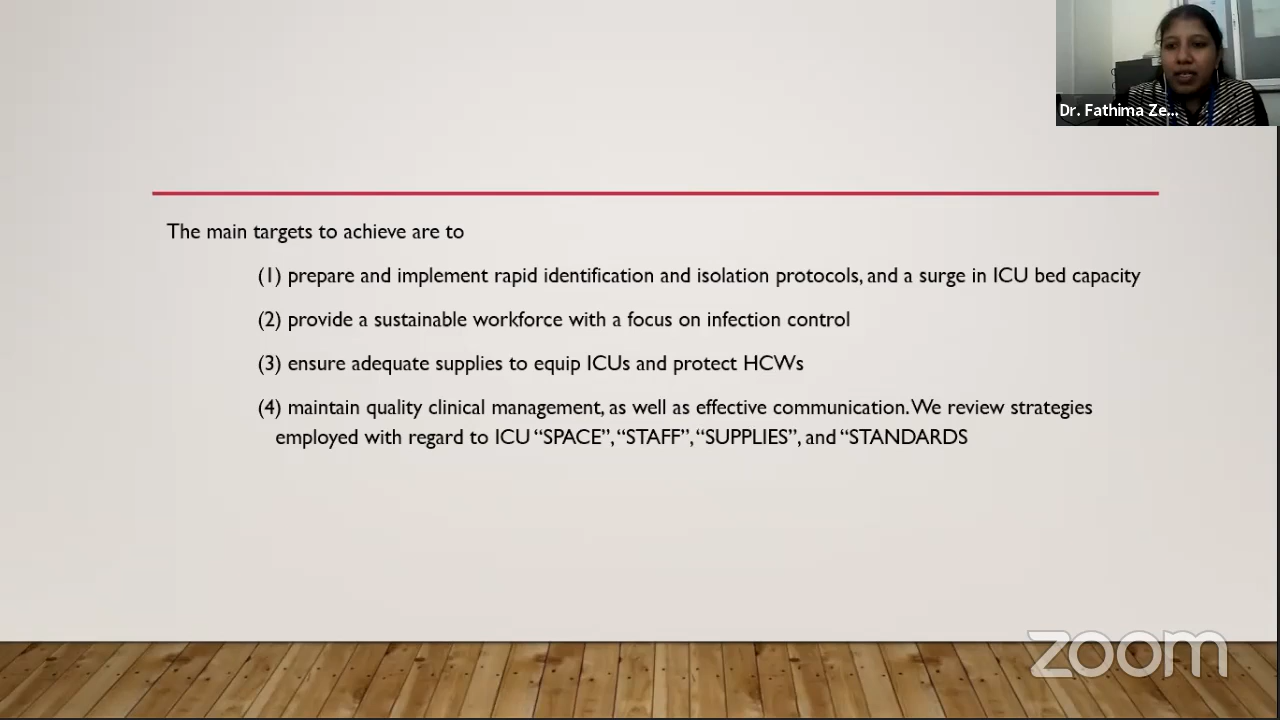 Dr. Fathima Ze...
The main targets to achieve are to
(1) prepare and implement rapid identification and isolation protocols, and a surge in ICU bed capacity
(2) provide a sustainable workforce with a focus on infection control
(3) ensure adequate supplies to equip ICUs and protect HCWs
(4) maintain quality clinical management, as well as effective communication. We review strategies
employed with regard to ICU “SPACE”, “STAFF”, “SUPPLIES”, and “STANDARDS
zoom